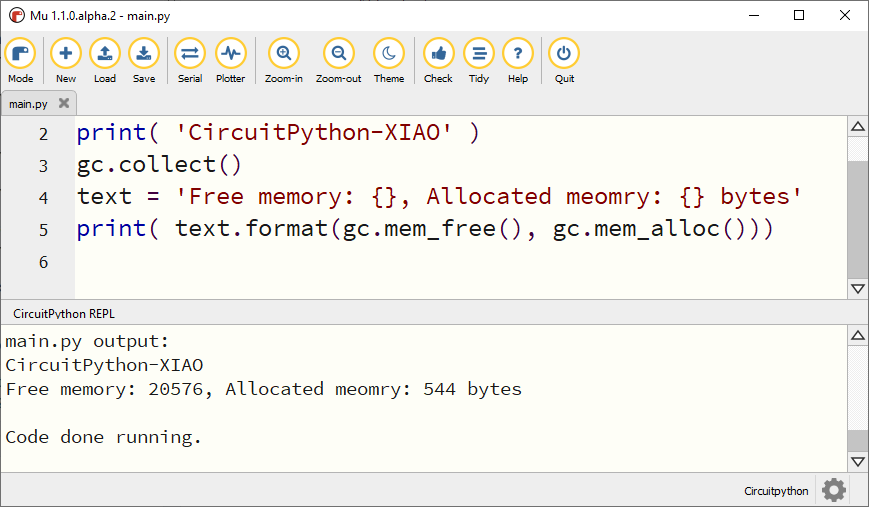 Mu 1.1.0.alpha.2 - main.py
Mode New Load Save Serial Plotter Zoom-in Zoom-out Theme Check Tidy Help Quit
main.py
2 print( 'CircuitPython-XIAO' )
3 gc.collect()
4 text = 'Free memory: {}, Allocated meomry: {} bytes'
5 print( text.format(gc.mem_free(), gc.mem_alloc()))
6
CircuitPython REPL
main.py output:
CircuitPython-XIAO
Free memory: 20576, Allocated meomry: 544 bytes
Code done running.
Circuitpython